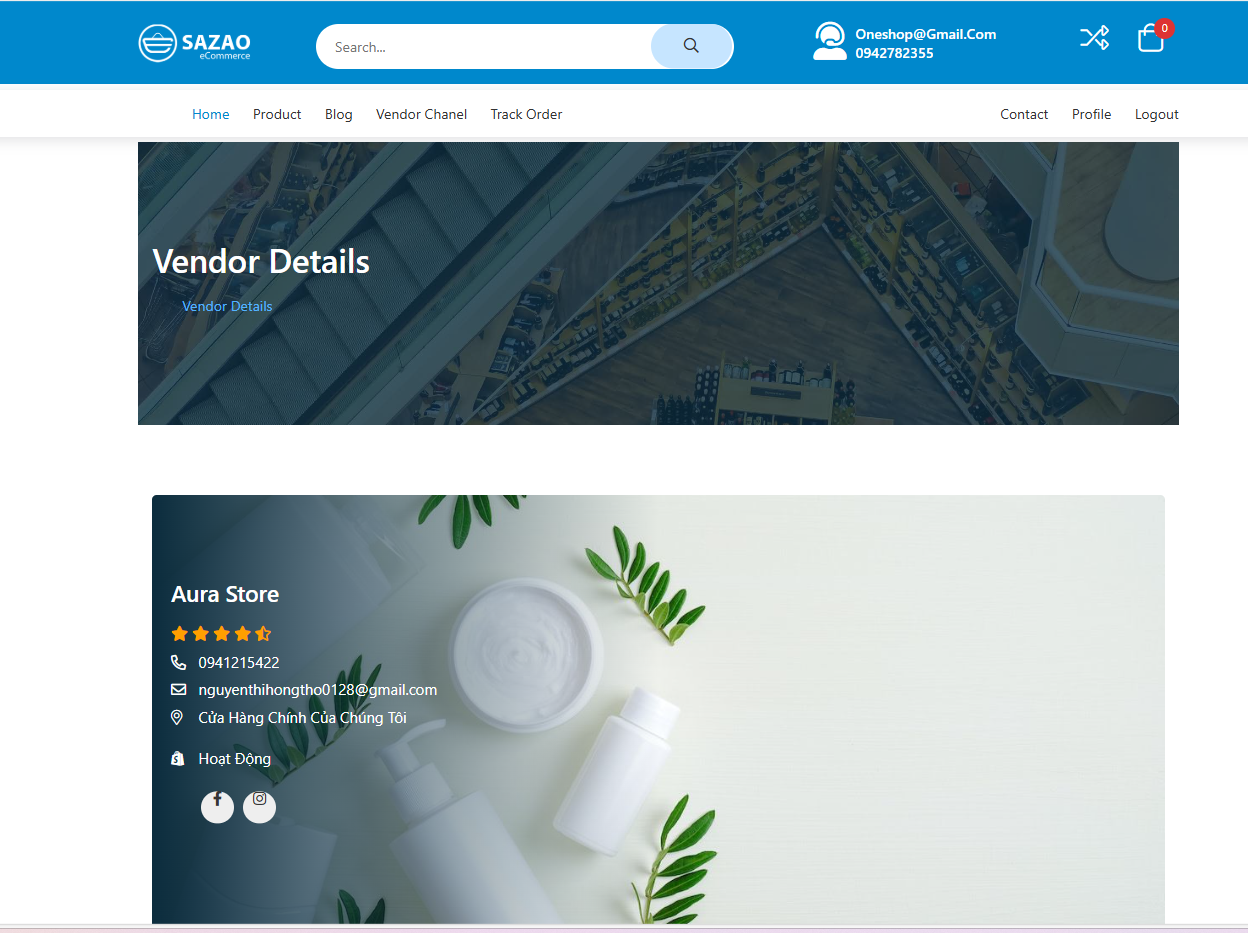 SAZAO
eCommerce
Search...
Oneshop@Gmail.Com
0942782355
0
Home Product Blog Vendor Chanel Track Order Contact Profile Logout
Vendor Details
Vendor Details
Aura Store
0941215422
nguyenthihongtho0128@gmail.com
Cửa Hàng Chính Của Chúng Tôi
Hoạt Động